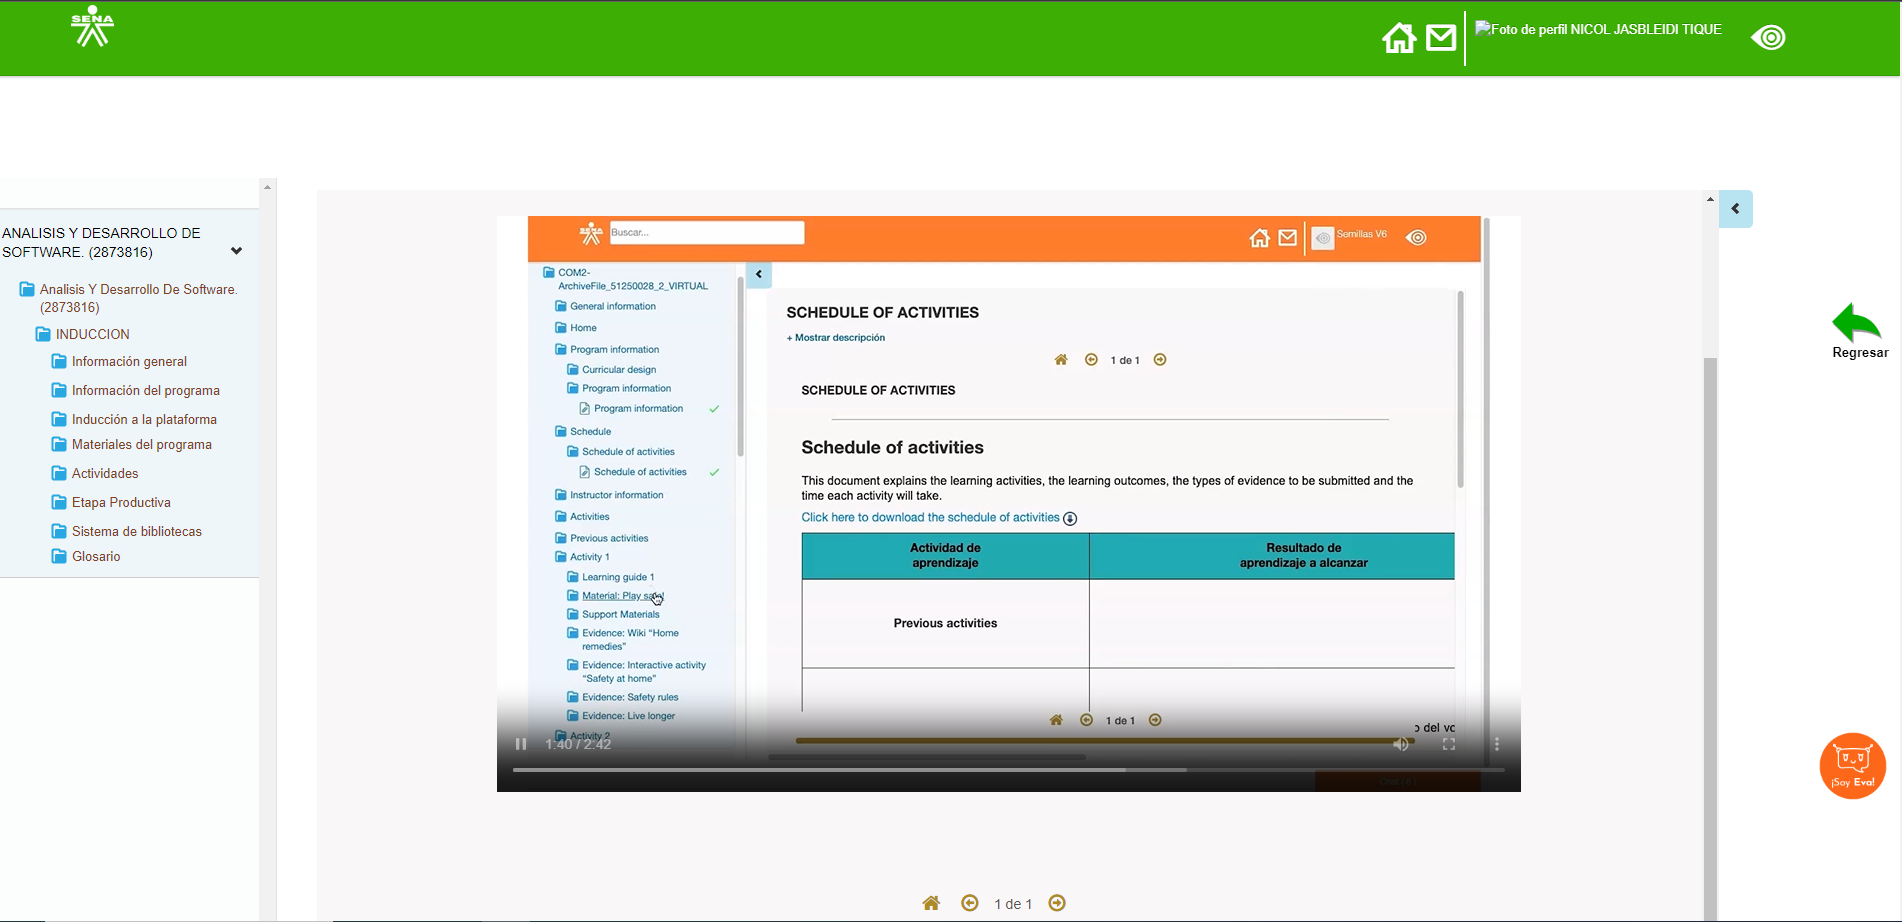 SENA
Foto de perfil NICOL JASBLEIDI TIQUE
ANALISIS Y DESARROLLO DE
SOFTWARE. (2873816)
Analisis Y Desarrollo De Software.
(2873816)
INDUCCION
Información general
Información del programa
Inducción a la plataforma
Materiales del programa
Actividades
Etapa Productiva
Sistema de bibliotecas
Glosario
SENA
Buscar...
Semillas V6
COM2-
ArchiveFile_51250028_2_VIRTUAL
General information
Home
Program information
Curricular design
Program information
Program information
Schedule
Schedule of activities
Schedule of activities
Instructor information
Activities
Previous activities
Activity 1
Learning guide 1
Material: Play safe!
Support Materials
Evidence: Wiki “Home
remedies”
Evidence: Interactive activity
“Safety at home”
Evidence: Safety rules
Evidence: Live longer
Activity 2
SCHEDULE OF ACTIVITIES
+ Mostrar descripción
1 de 1
SCHEDULE OF ACTIVITIES
Schedule of activities
This document explains the learning activities, the learning outcomes, the types of evidence to be submitted and the
time each activity will take.
Click here to download the schedule of activities
Actividad de
aprendizaje
Resultado de
aprendizaje a alcanzar
Previous activities
1 de 1
o del vo
1:40 / 2:42
1 de 1
Regresar
¡Soy Eva!